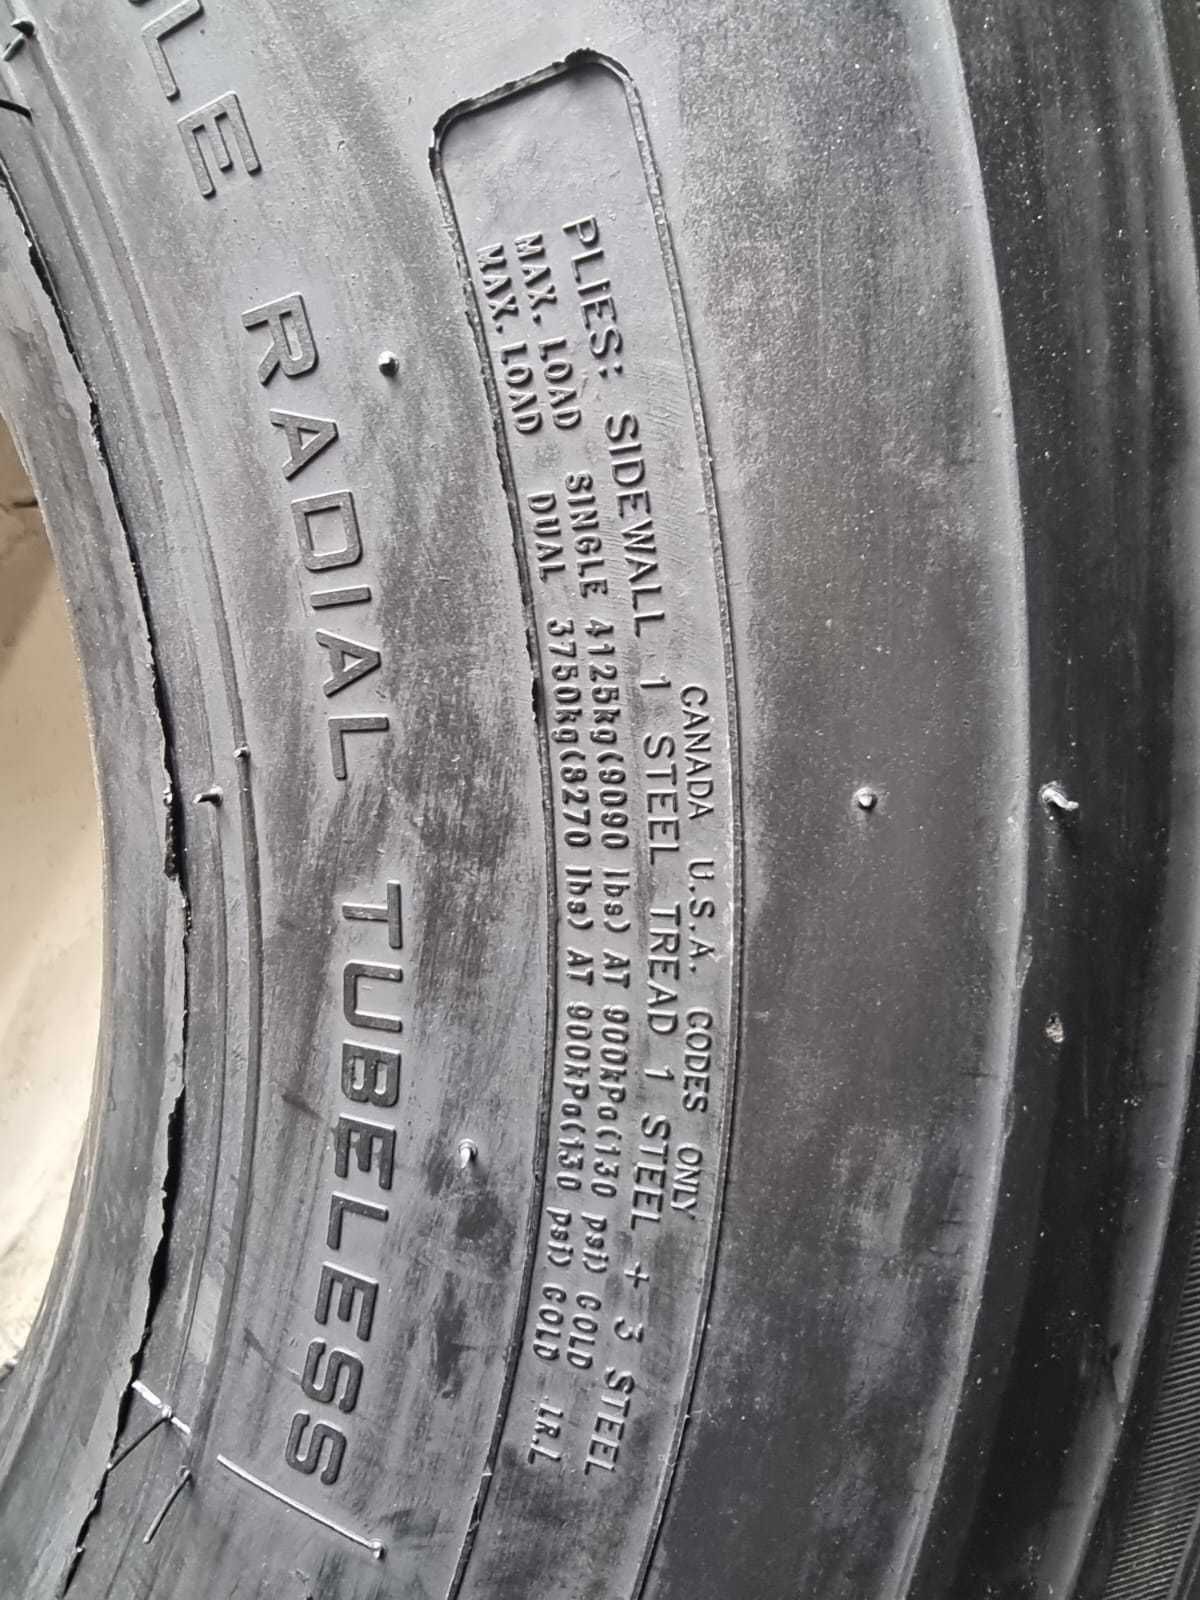 RADIAL TUBELESS
CANADA U.S.A. CODES ONLY
PLIES: SIDEWALL 1 STEEL TREAD 1 STEEL + 3 STEEL
MAX. LOAD SINGLE 4125kg(9090 lbs) AT 900kPa(130 psi) COLD
MAX. LOAD DUAL 3750kg(8270 lbs) AT 900kPa(130 psi) COLD